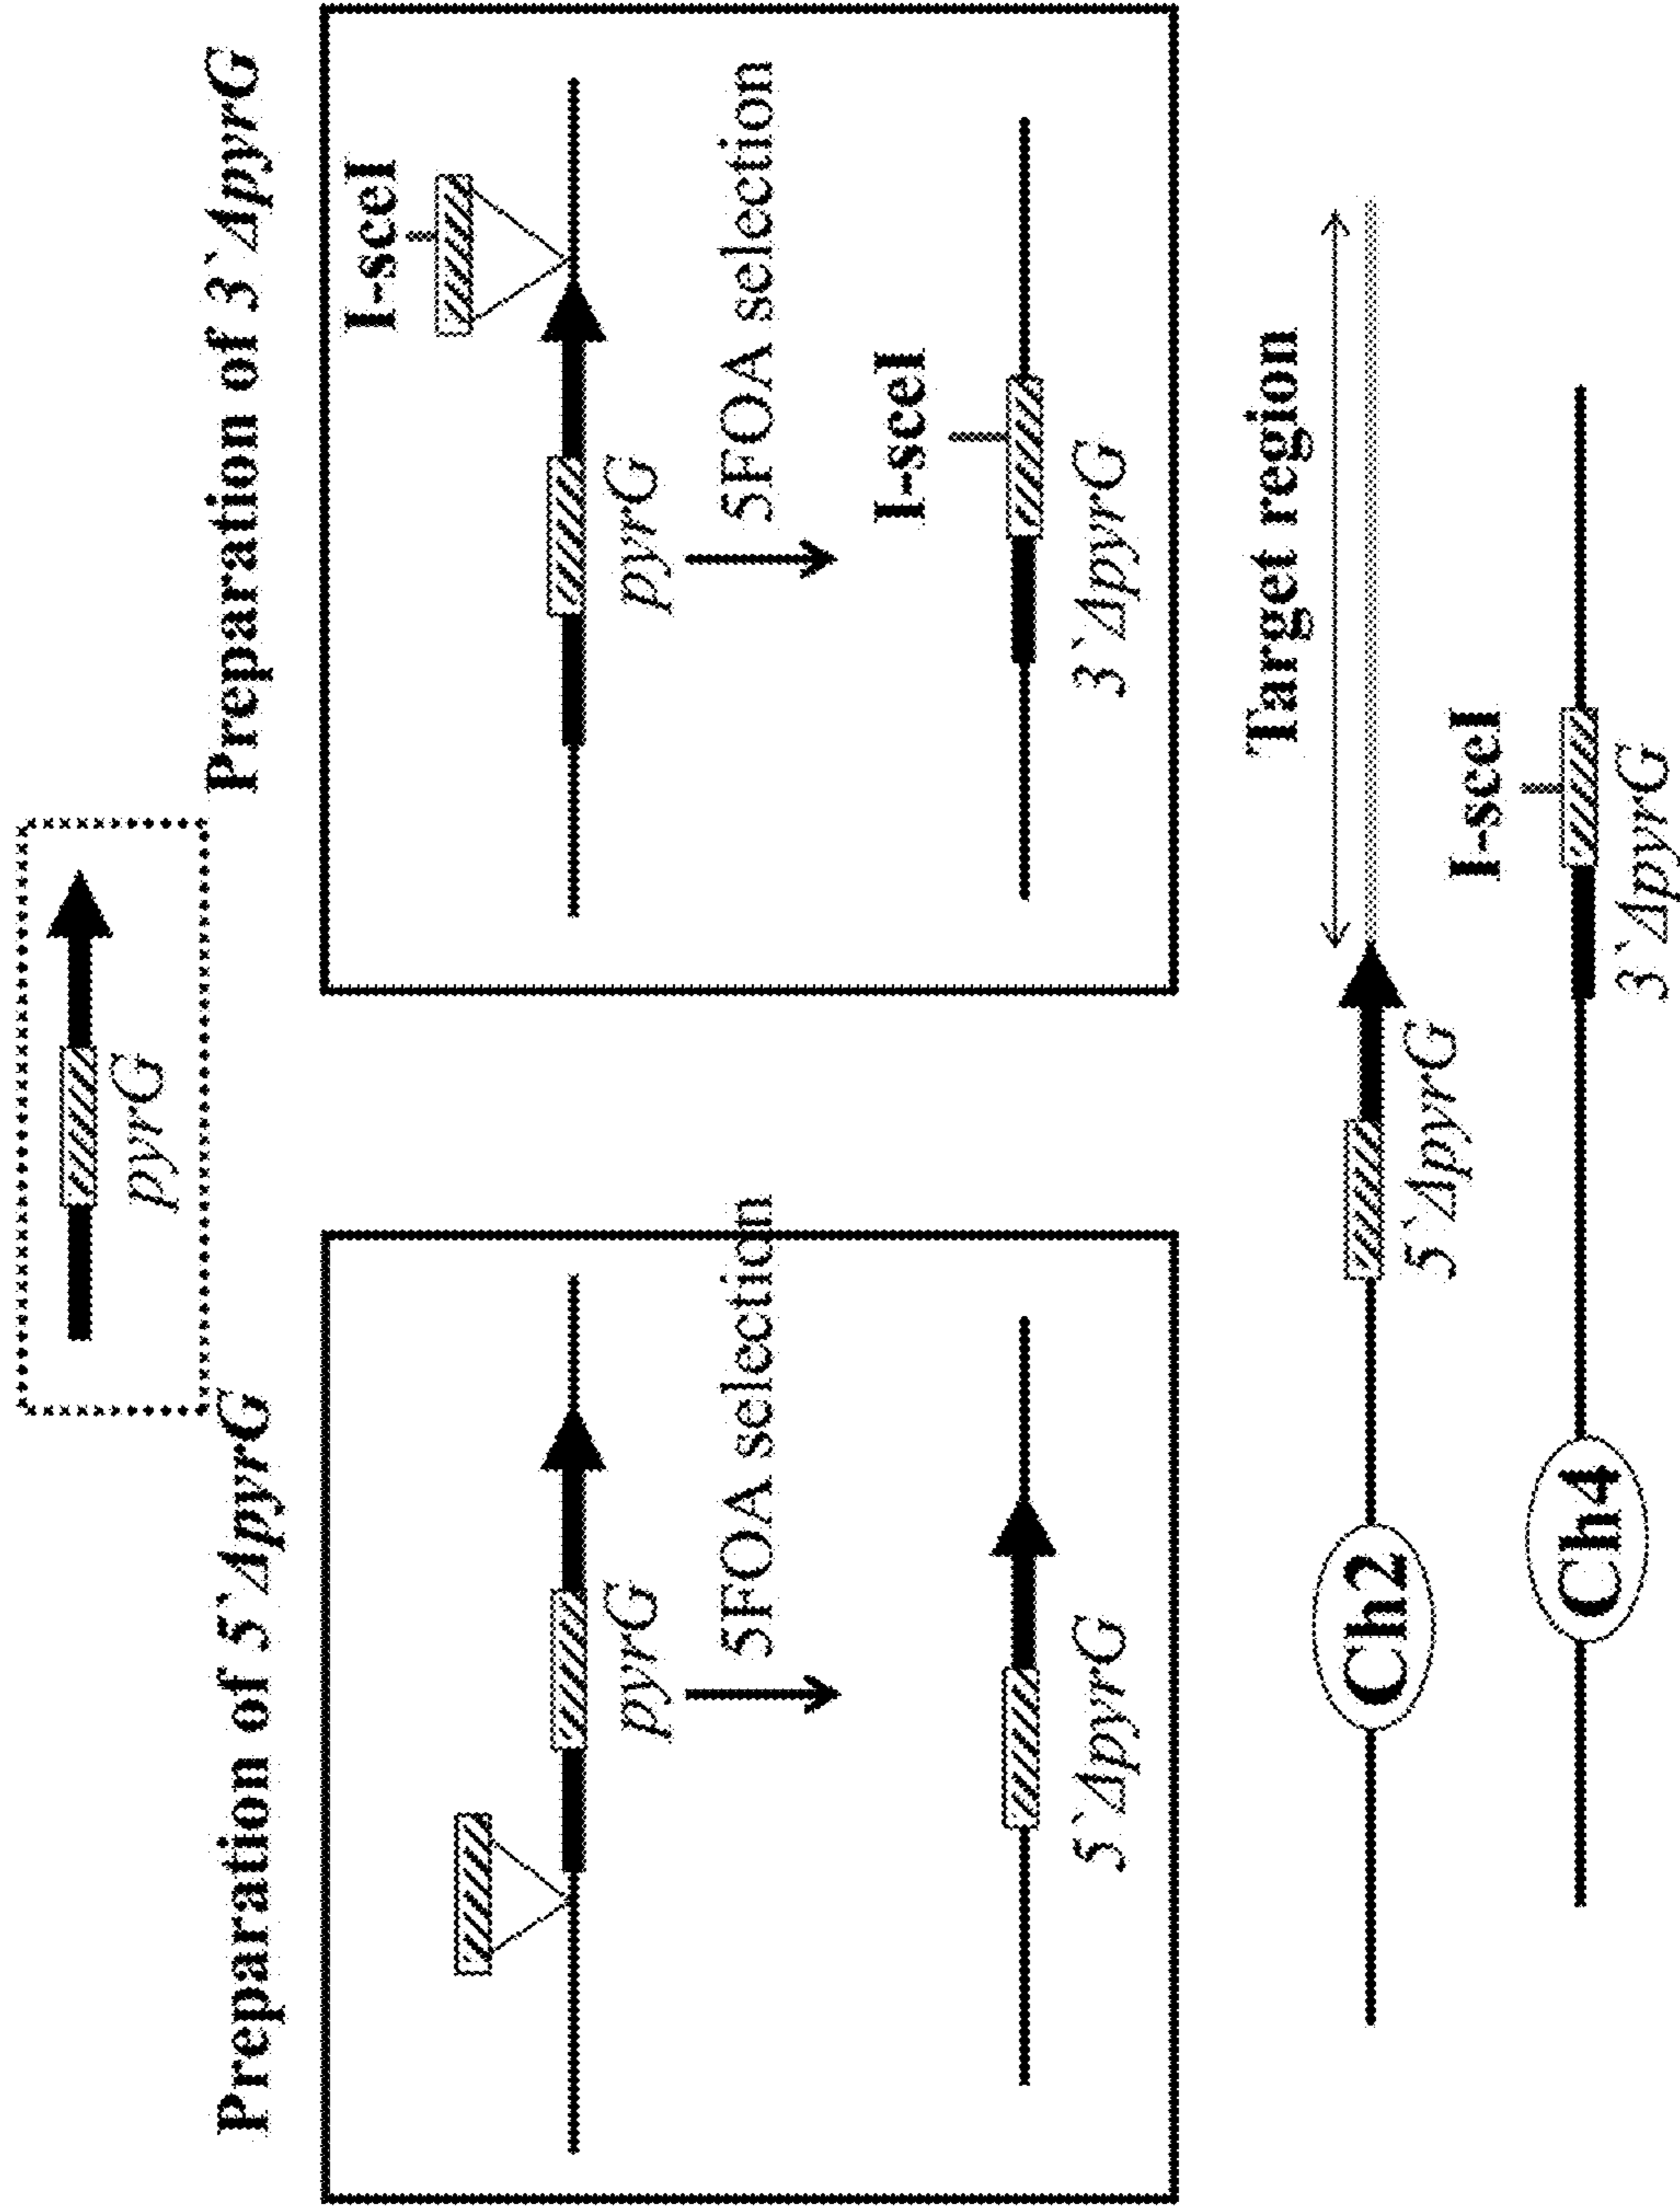 pyrG
Preparation of 5`ΔpyrG
Preparation of 3`ΔpyrG
pyrG
5FOA selection
5`ΔpyrG
I-sceI
pyrG
5FOA selection
I-sceI
3`ΔpyrG
Target region
Ch2
5`ΔpyrG
I-sceI
Ch4
3`ΔpyrG